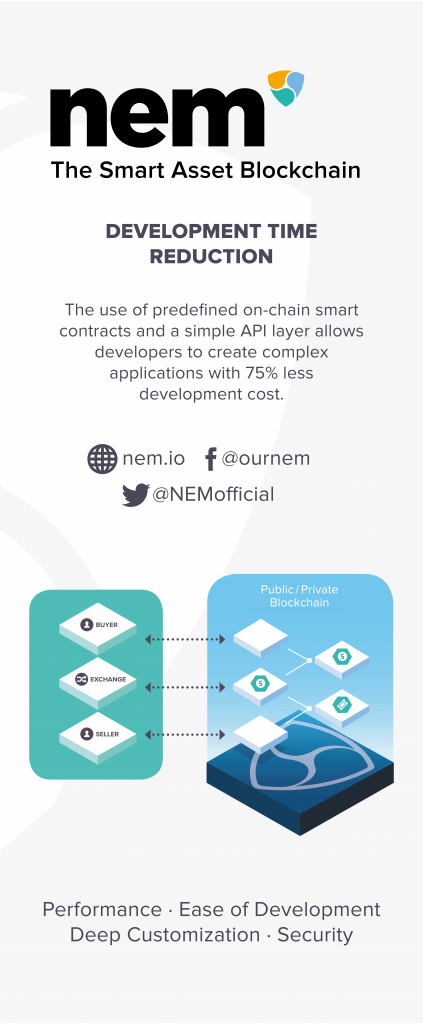 nem
The Smart Asset Blockchain
DEVELOPMENT TIME
REDUCTION
The use of predefined on-chain smart
contracts and a simple API layer allows
developers to create complex
applications with 75% less
development cost.
nem.io @ournem
@NEMofficial
Public/Private
Blockchain
BUYER
EXCHANGE
SELLER
Performance · Ease of Development
Deep Customization · Security